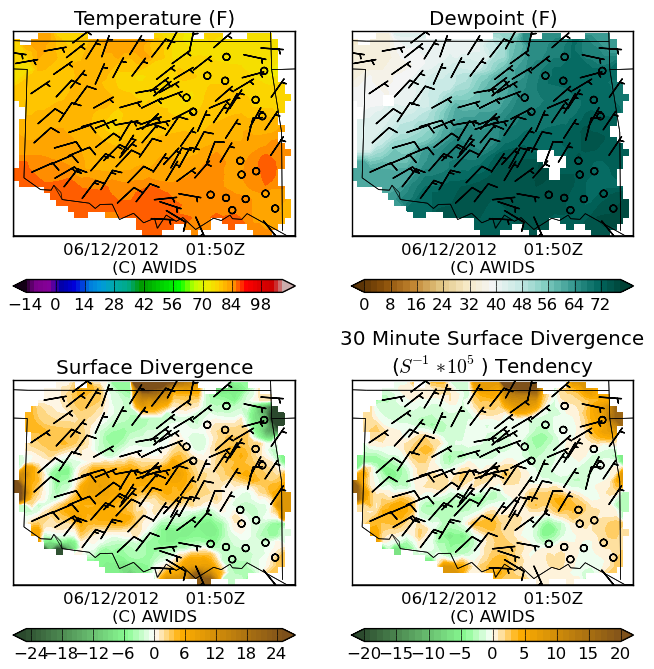 Temperature (F) Dewpoint (F)
06/12/2012 01:50Z 06/12/2012 01:50Z
(C) AWIDS (C) AWIDS
−14 0 14 28 42 56 70 84 98 0 8 16 24 32 40 48 56 64 72
30 Minute Surface Divergence
Surface Divergence (S⁻¹ *10⁵ ) Tendency
06/12/2012 01:50Z 06/12/2012 01:50Z
(C) AWIDS (C) AWIDS
−24 −18 −12 −6 0 6 12 18 24 −20 −15 −10 −5 0 5 10 15 20